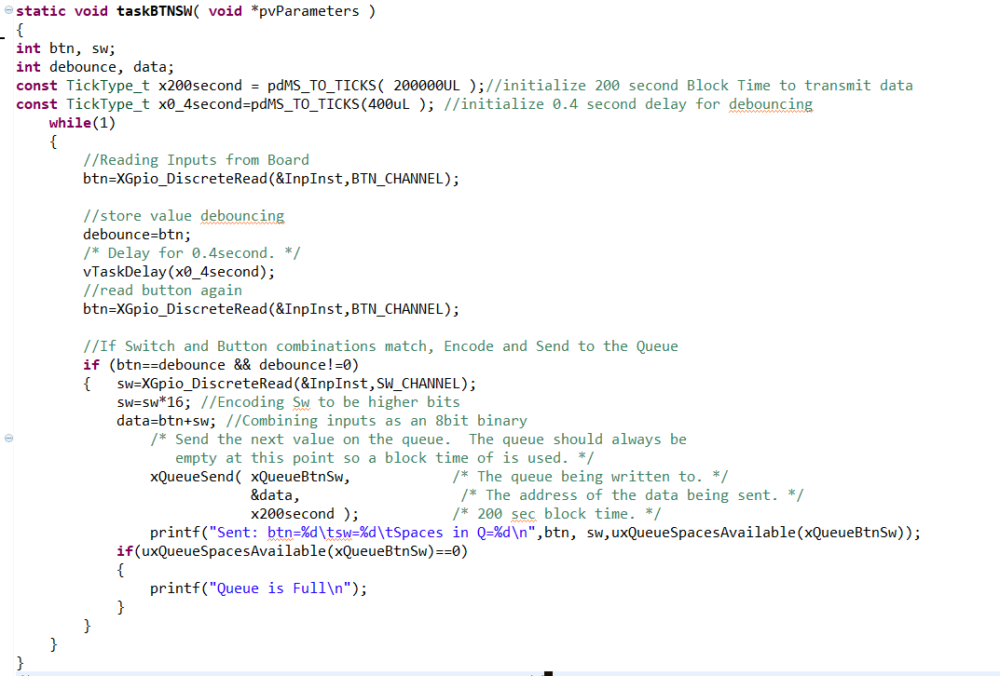 static void taskBTNSW( void *pvParameters )
{
int btn, sw;
int debounce, data;
const TickType_t x200second = pdMS_TO_TICKS( 200000UL );//initialize 200 second Block Time to transmit data
const TickType_t x0_4second=pdMS_TO_TICKS(400uL ); //initialize 0.4 second delay for debouncing
    while(1)
    {
        //Reading Inputs from Board
        btn=XGpio_DiscreteRead(&InpInst,BTN_CHANNEL);

        //store value debouncing
        debounce=btn;
        /* Delay for 0.4second. */
        vTaskDelay(x0_4second);
        //read button again
        btn=XGpio_DiscreteRead(&InpInst,BTN_CHANNEL);

        //If Switch and Button combinations match, Encode and Send to the Queue
        if (btn==debounce && debounce!=0)
        {   sw=XGpio_DiscreteRead(&InpInst,SW_CHANNEL);
            sw=sw*16; //Encoding Sw to be higher bits
            data=btn+sw; //Combining inputs as an 8bit binary
                /* Send the next value on the queue.  The queue should always be
                   empty at this point so a block time of is used. */
                xQueueSend( xQueueBtnSw,            /* The queue being written to. */
                            &data,                   /* The address of the data being sent. */
                            x200second );           /* 200 sec block time. */
                printf("Sent: btn=%d\tsw=%d\tSpaces in Q=%d\n",btn, sw,uxQueueSpacesAvailable(xQueueBtnSw));
            if(uxQueueSpacesAvailable(xQueueBtnSw)==0)
            {
                printf("Queue is Full\n");
            }
        }
    }
}